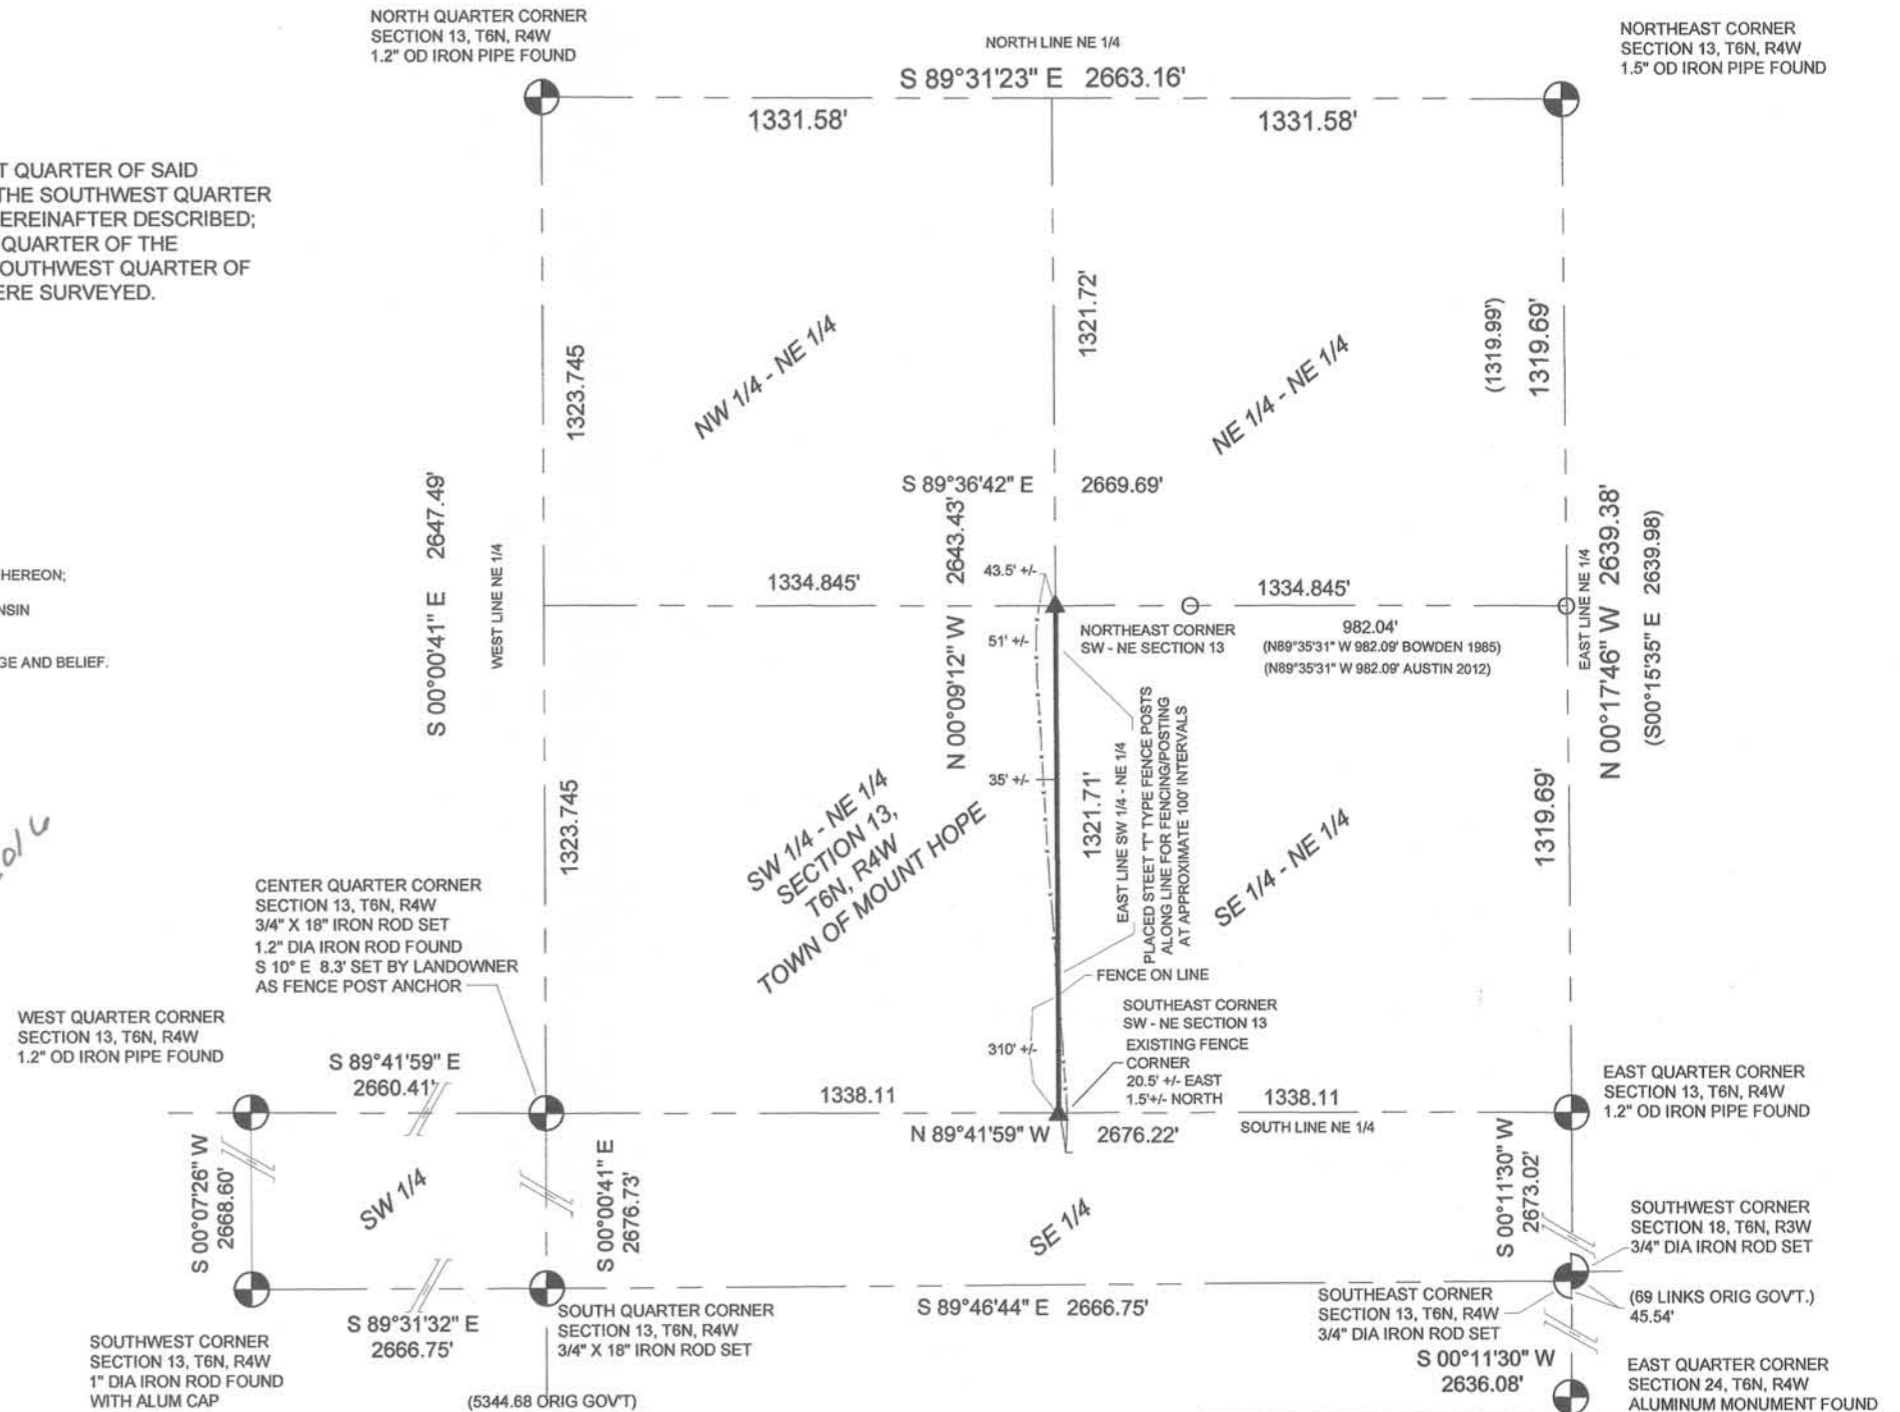 NORTH QUARTER CORNER
SECTION 13, T6N, R4W
1.2" OD IRON PIPE FOUND
NORTH LINE NE 1/4
S 89°31'23" E 2663.16'
1331.58'
1331.58'
NORTHEAST CORNER
SECTION 13, T6N, R4W
1.5" OD IRON PIPE FOUND
T QUARTER OF SAID
THE SOUTHWEST QUARTER
EREINAFTER DESCRIBED;
QUARTER OF THE
OUTHWEST QUARTER OF
ERE SURVEYED.
1323.745
NW 1/4 - NE 1/4
1321.72'
NE 1/4 - NE 1/4
(1319.99')
1319.69'
S 00°00'41" E 2647.49'
WEST LINE NE 1/4
S 89°36'42" E 2669.69'
N 00°09'12" W 2643.43'
43.5' +/-
1334.845'
1334.845'
51' +/-
NORTHEAST CORNER
SW - NE SECTION 13
982.04'
(N89°35'31" W 982.09' BOWDEN 1985)
(N89°35'31" W 982.09' AUSTIN 2012)
EAST LINE NE 1/4
N 00°17'46" W 2639.38'
(S00°15'35" E 2639.98)
HEREON;
NSIN
GE AND BELIEF.
1323.745
SW 1/4 - NE 1/4
SECTION 13,
T6N, R4W
TOWN OF MOUNT HOPE
35' +/-
1321.71'
EAST LINE SW 1/4 - NE 1/4
PLACED STEET "T" TYPE FENCE POSTS
ALONG LINE FOR FENCING/POSTING
AT APPROXIMATE 100' INTERVALS
SE 1/4 - NE 1/4
1319.69'
CENTER QUARTER CORNER
SECTION 13, T6N, R4W
3/4" X 18" IRON ROD SET
1.2" DIA IRON ROD FOUND
S 10° E 8.3' SET BY LANDOWNER
AS FENCE POST ANCHOR
FENCE ON LINE
SOUTHEAST CORNER
SW - NE SECTION 13
EXISTING FENCE
CORNER
20.5' +/- EAST
1.5'+/- NORTH
310' +/-
WEST QUARTER CORNER
SECTION 13, T6N, R4W
1.2" OD IRON PIPE FOUND
S 89°41'59" E
2660.41'
1338.11
1338.11
N 89°41'59" W 2676.22'
SOUTH LINE NE 1/4
EAST QUARTER CORNER
SECTION 13, T6N, R4W
1.2" OD IRON PIPE FOUND
S 00°07'26" W
2668.60'
SW 1/4
S 00°00'41" E
2676.73'
SE 1/4
S 00°11'30" W
2673.02'
SOUTHWEST CORNER
SECTION 18, T6N, R3W
3/4" DIA IRON ROD SET
S 89°31'32" E
2666.75'
SOUTH QUARTER CORNER
SECTION 13, T6N, R4W
3/4" X 18" IRON ROD SET
S 89°46'44" E 2666.75'
SOUTHEAST CORNER
SECTION 13, T6N, R4W
3/4" DIA IRON ROD SET
(69 LINKS ORIG GOVT.)
45.54'
SOUTHWEST CORNER
SECTION 13, T6N, R4W
1" DIA IRON ROD FOUND
WITH ALUM CAP
(5344.68 ORIG GOV'T)
S 00°11'30" W
2636.08'
EAST QUARTER CORNER
SECTION 24, T6N, R4W
ALUMINUM MONUMENT FOUND